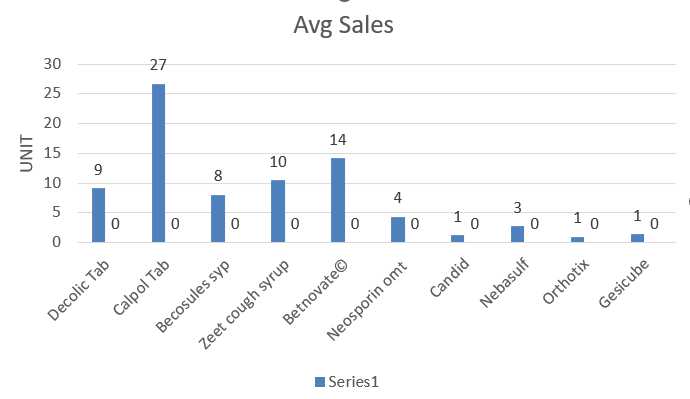 Avg Sales
30
25
20
15
10
5
0
UNIT
9 0
27 0
8 0
10 0
14 0
4 0
1 0
3 0
1 0
1 0
Decolic Tab
Calpol Tab
Becosules syp
Zeet cough syrup
Betnovate©
Neosporin omt
Candid
Nebasulf
Orthotix
Gesicube
Series1